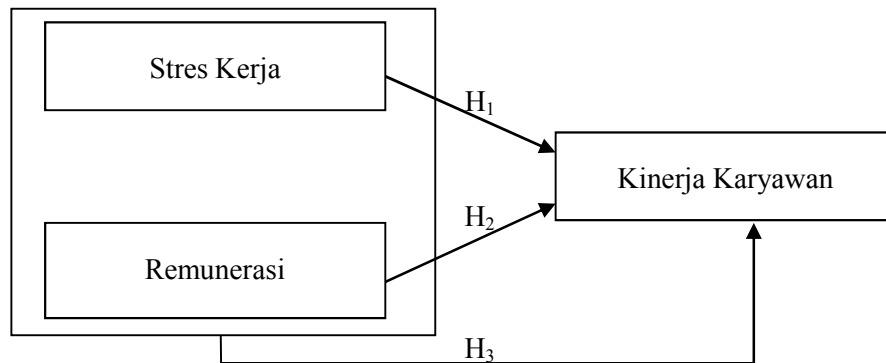 Stres Kerja
H₁
Kinerja Karyawan
H₂
Remunerasi
H₃